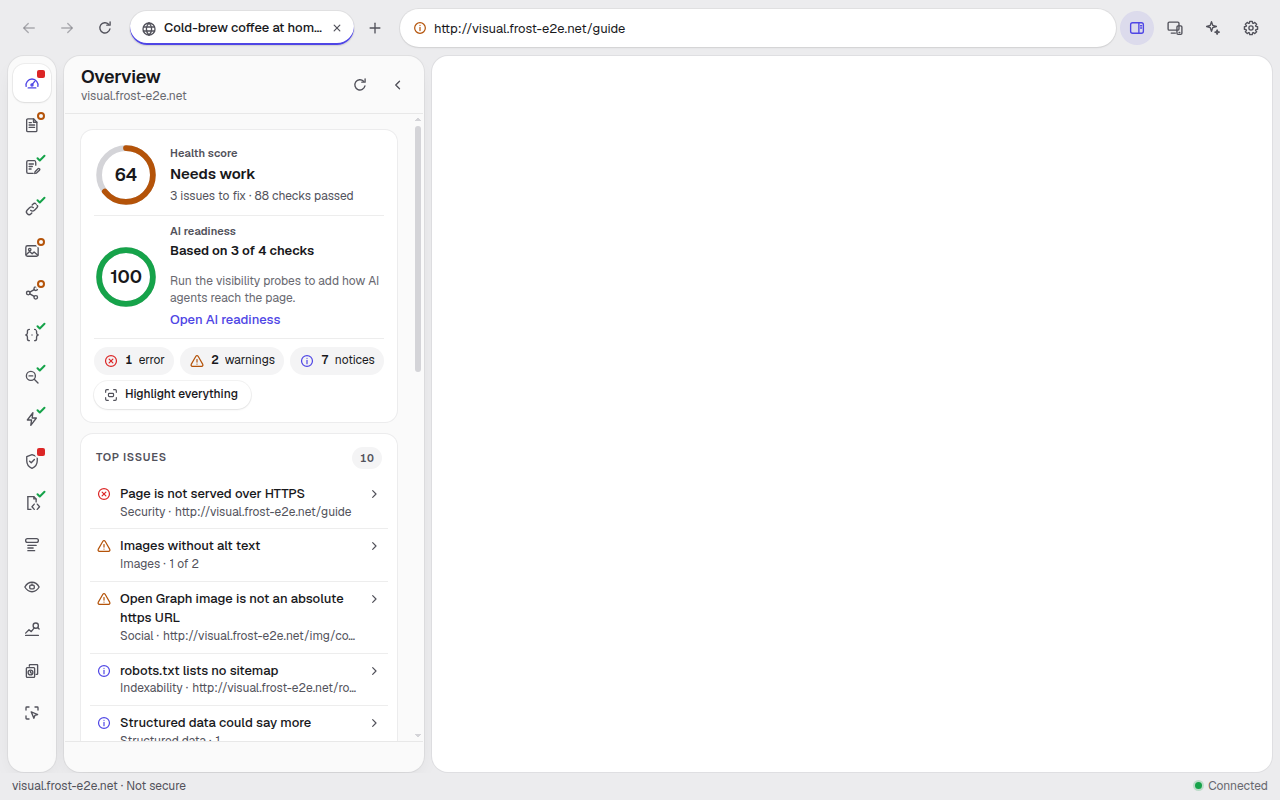 Cold-brew coffee at hom…
http://visual.frost-e2e.net/guide
Overview
visual.frost-e2e.net
64
Health score
Needs work
3 issues to fix · 88 checks passed
100
AI readiness
Based on 3 of 4 checks
Run the visibility probes to add how AI
agents reach the page.
Open AI readiness
1 error
2 warnings
7 notices
Highlight everything
TOP ISSUES
10
Page is not served over HTTPS
Security · http://visual.frost-e2e.net/guide
Images without alt text
Images · 1 of 2
Open Graph image is not an absolute
https URL
Social · http://visual.frost-e2e.net/img/co…
robots.txt lists no sitemap
Indexability · http://visual.frost-e2e.net/ro…
Structured data could say more
Structured data · 1
visual.frost-e2e.net · Not secure
Connected